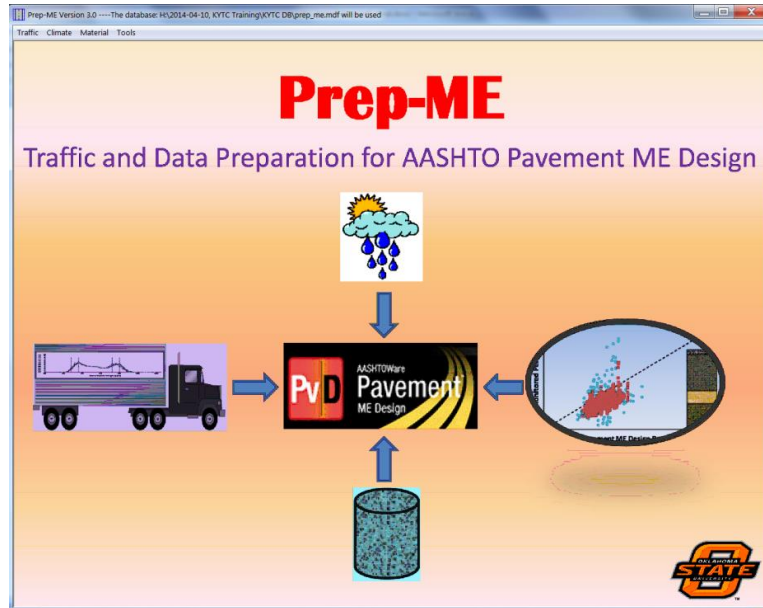 Prep-ME Version 3.0 ----The database: H:\2014-04-10, KYTC Training\KYTC DB\prep_me.mdf will be used
Traffic Climate Material Tools
Prep-ME
Traffic and Data Preparation for AASHTO Pavement ME Design
PvD
AASHTOWare
Pavement
ME Design
OKLAHOMA
STATE
UNIVERSITY